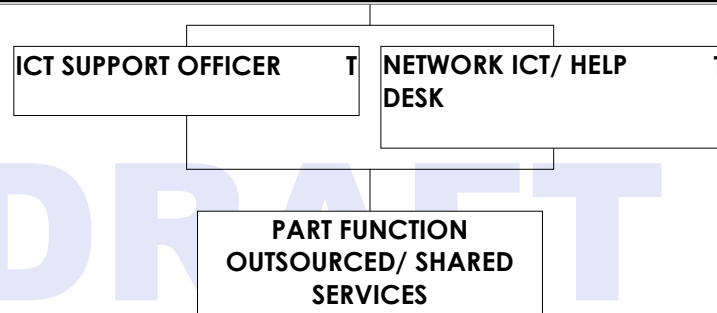 ICT SUPPORT OFFICER T
NETWORK ICT/ HELP T
DESK
PART FUNCTION
OUTSOURCED/ SHARED
SERVICES
DRAFT